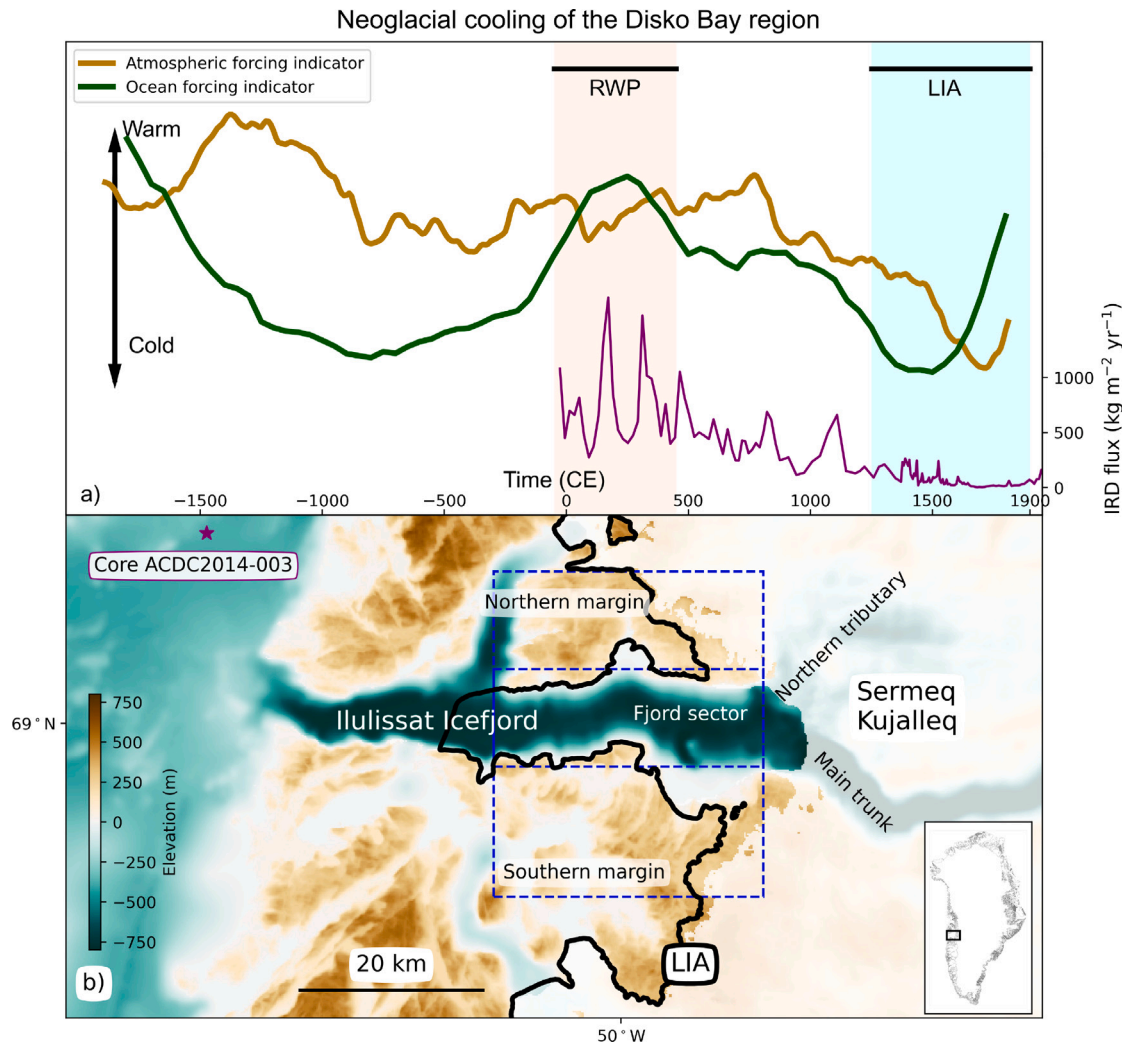 Neoglacial cooling of the Disko Bay region
Atmospheric forcing indicator
Ocean forcing indicator
RWP
LIA
Warm
Cold
1000
500
0
IRD flux (kg m⁻² yr⁻¹)
Time (CE)
a)
−1500
−1000
−500
0
500
1000
1500
1900
Core ACDC2014-003
Northern margin
Northern tributary
Sermeq
Kujalleq
Ilulissat Icefjord
Fjord sector
Main trunk
69°N
750
500
250
0
−250
−500
−750
Elevation (m)
Southern margin
20 km
LIA
b)
50°W